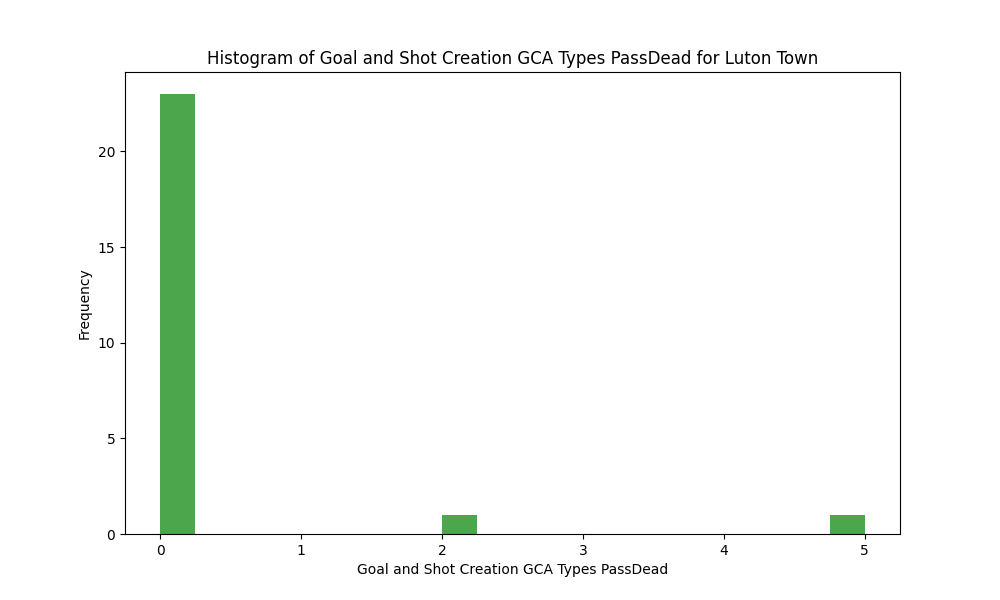 Histogram of Goal and Shot Creation GCA Types PassDead for Luton Town
20
15
10
5
0
Frequency
0 1 2 3 4 5
Goal and Shot Creation GCA Types PassDead